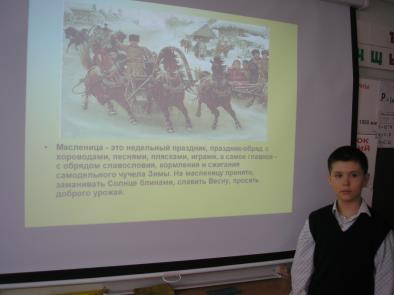 Масленица - это недельный праздник, праздник-обряд с
хороводами, песнями, плясками, играми, а самое главное -
с обрядом славословия, кормления и сжигания
самодельного чучела Зимы. На масленицу принято,
заманивать Солнце блинами, славить Весну, просить
доброго урожая.